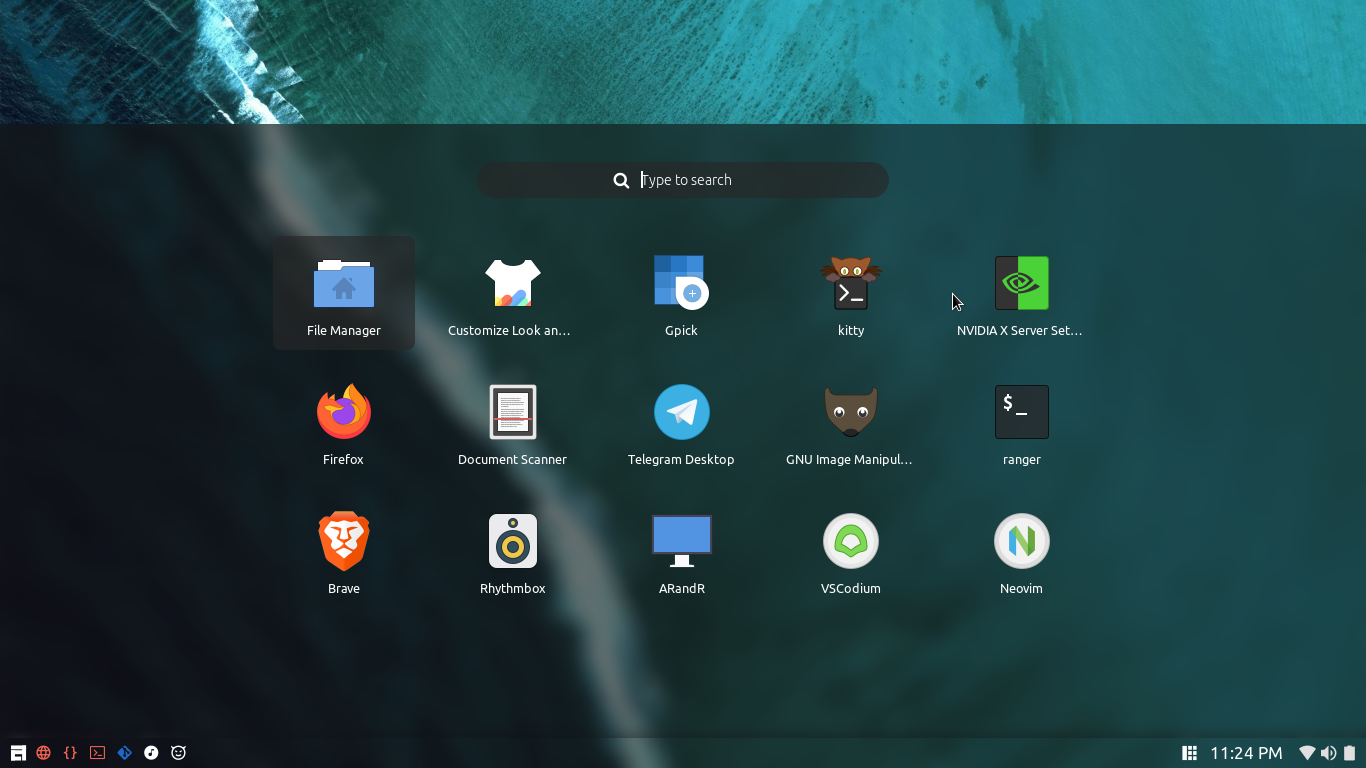 Type to search
File Manager
Customize Look an...
Gpick
kitty
NVIDIA X Server Set...
Firefox
Document Scanner
Telegram Desktop
GNU Image Manipul...
$_
ranger
Brave
Rhythmbox
ARandR
VSCodium
Neovim
11:24 PM